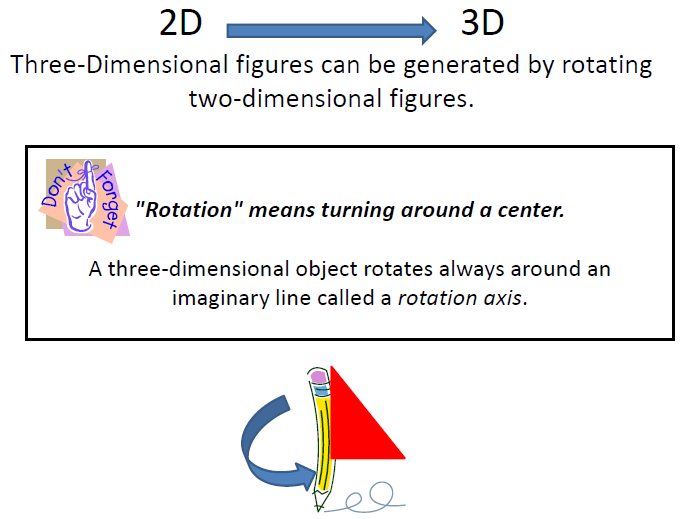 2D 3D
Three-Dimensional figures can be generated by rotating
two-dimensional figures.
Don't Forget
"Rotation" means turning around a center.
A three-dimensional object rotates always around an
imaginary line called a rotation axis.